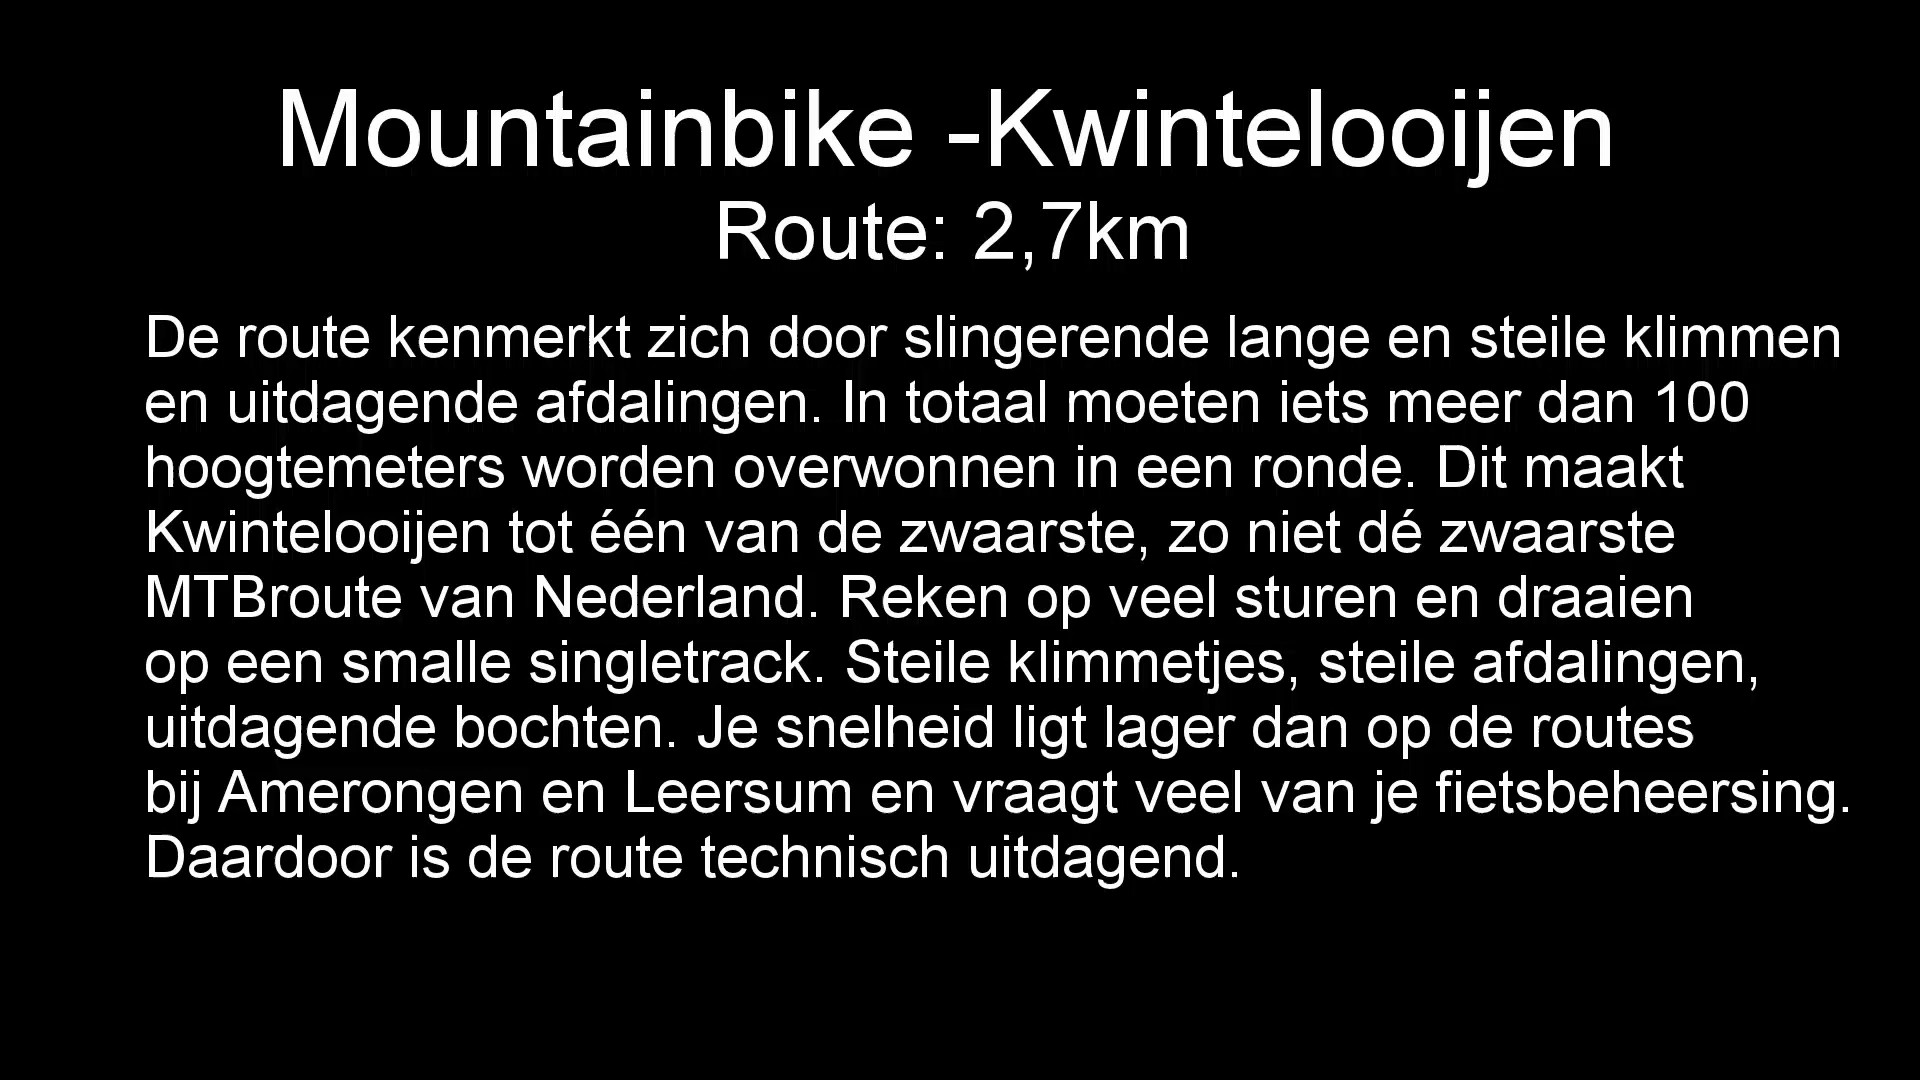 Mountainbike -Kwintelooijen
Route: 2,7km
De route kenmerkt zich door slingerende lange en steile klimmen
en uitdagende afdalingen. In totaal moeten iets meer dan 100
hoogtemeters worden overwonnen in een ronde. Dit maakt
Kwintelooijen tot één van de zwaarste, zo niet dé zwaarste
MTBroute van Nederland. Reken op veel sturen en draaien
op een smalle singletrack. Steile klimmetjes, steile afdalingen,
uitdagende bochten. Je snelheid ligt lager dan op de routes
bij Amerongen en Leersum en vraagt veel van je fietsbeheersing.
Daardoor is de route technisch uitdagend.